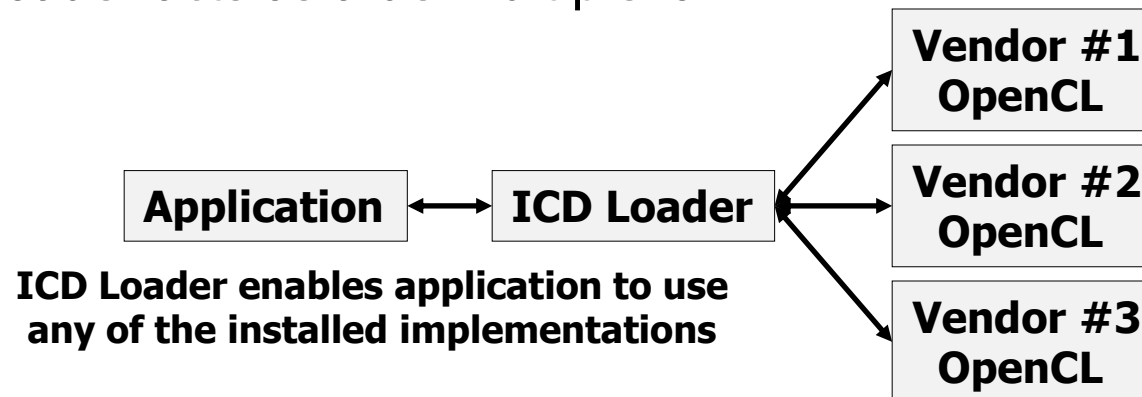 Vendor #1
OpenCL
Application
ICD Loader
Vendor #2
OpenCL
ICD Loader enables application to use
any of the installed implementations
Vendor #3
OpenCL